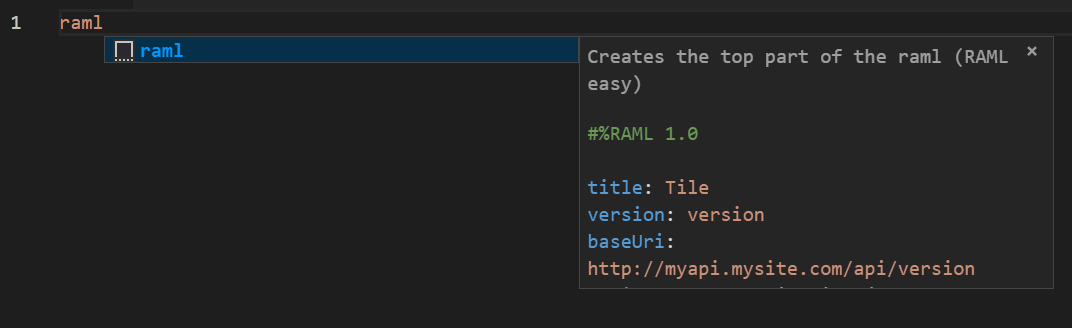 1 raml
raml
Creates the top part of the raml (RAML
easy)
#%RAML 1.0
title: Tile
version: version
baseUri:
http://myapi.mysite.com/api/version